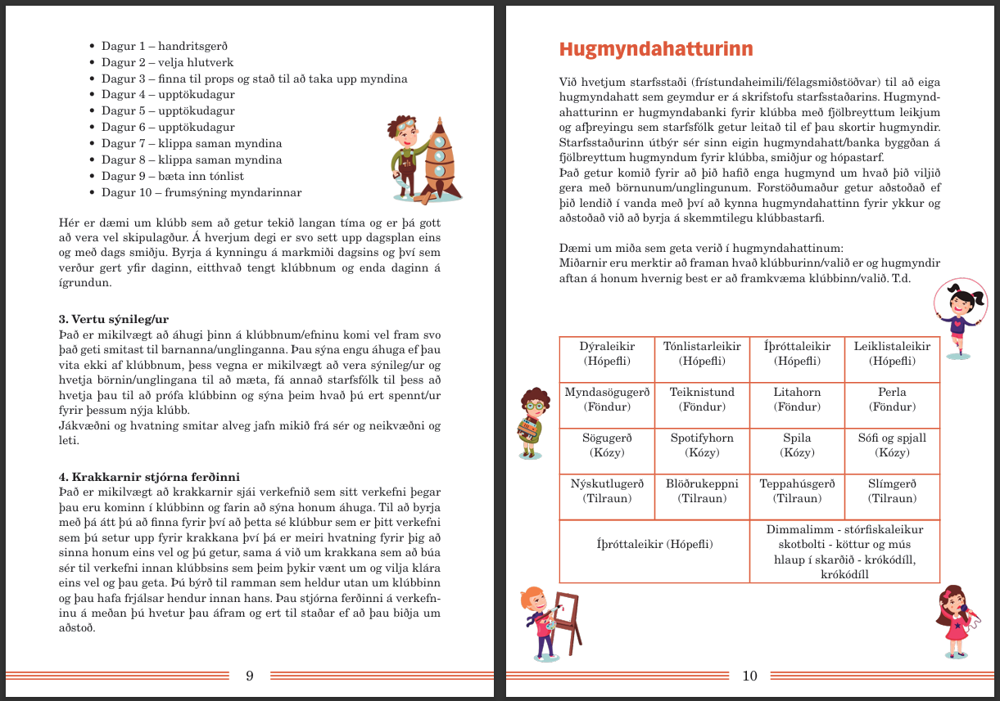 • Dagur 1 – handritsgerð
• Dagur 2 – velja hlutverk
• Dagur 3 – finna til props og stað til að taka upp myndina
• Dagur 4 – upptökudagur
• Dagur 5 – upptökudagur
• Dagur 6 – upptökudagur
• Dagur 7 – klippa saman myndina
• Dagur 8 – klippa saman myndina
• Dagur 9 – bæta inn tónlist
• Dagur 10 – frumsýning myndarinnar
Hér er dæmi um klúbb sem að getur tekið langan tíma og er þá gott
að vera vel skipulagður. Á hverjum degi er svo sett upp dagsplan eins
og með dags smiðju. Byrja á kynningu á markmiði dagsins og því sem
verður gert yfir daginn, eitthvað tengt klúbbnum og enda daginn á
ígrundun.
3. Vertu sýnileg/ur
Það er mikilvægt að áhugi þinn á klúbbnum/efninu komi vel fram svo
það geti smitast til barnanna/unglinganna. Þau sýna engu áhuga ef þau
vita ekki af klúbbnum, þess vegna er mikilvægt að vera sýnileg/ur og
hvetja börnin/unglingana til að mæta, fá annað starfsfólk til þess að
hvetja þau til að prófa klúbbinn og sýna þeim hvað þú ert spennt/ur
fyrir þessum nýja klúbb.
Jákvæðni og hvatning smitar alveg jafn mikið frá sér og neikvæðni og
leti.
4. Krakkarnir stjórna ferðinni
Það er mikilvægt að krakkarnir sjái verkefnið sem sitt verkefni þegar
þau eru kominn í klúbbinn og farin að sýna honum áhuga. Til að byrja
með þá átt þú að finna fyrir því að þetta sé klúbbur sem er þitt verkefni
sem þú setur upp fyrir krakkana því þá er meiri hvatning fyrir þig að
sinna honum eins vel og þú getur, sama á við um krakkana sem að búa
sér til verkefni innan klúbbsins sem þeim þykir vænt um og vilja klára
eins vel og þau geta. Þú býrð til ramman sem heldur utan um klúbbinn
og þau hafa frjálsar hendur innan hans. Þau stjórna ferðinni á verkefn-
inu á meðan þú hvetur þau áfram og ert til staðar ef að þau biðja um
aðstoð.
9
Hugmyndahatturinn
Við hvetjum starfsstaði (frístundaheimili/félagsmiðstöðvar) til að eiga
hugmyndahatt sem geymdur er á skrifstofu starfsstaðarins. Hugmynd-
ahatturinn er hugmyndabanki fyrir klúbba með fjölbreyttum leikjum
og afþreyingu sem starfsfólk getur leitað til ef þau skortir hugmyndir.
Starfsstaðurinn útbýr sér sinn eigin hugmyndahatt/banka byggðan á
fjölbreyttum hugmyndum fyrir klúbba, smiðjur og hópastarf.
Það getur komið fyrir að þið hafið enga hugmynd um hvað þið viljið
gera með börnunum/unglingunum. Forstöðumaður getur aðstoðað ef
þið lendið í vanda með því að kynna hugmyndahattinn fyrir ykkur og
aðstoðað við að byrja á skemmtilegu klúbbastarfi.
Dæmi um miða sem geta verið í hugmyndahattinum:
Miðarnir eru merktir að framan hvað klúbburinn/valið er og hugmyndir
aftan á honum hvernig best er að framkvæma klúbbinn/valið. T.d.
Dýraleikir Tónlistarleikir Íþróttaleikir Leiklistaleikir
(Hópefli) (Hópefli) (Hópefli) (Hópefli)
Myndasögugerð Teiknistund Litahorn Perla
(Föndur) (Föndur) (Föndur) (Föndur)
Sögugerð Spotifyhorn Spila Sófi og spjall
(Kózy) (Kózy) (Kózy) (Kózy)
Nýskutlugerð Blöðrukeppni Teppahúsgerð Slímgerð
(Tilraun) (Tilraun) (Tilraun) (Tilraun)
Íþróttaleikir (Hópefli)
Dimmalimm - stórfiskaleikur
skotbolti - köttur og mús
hlaup í skarðið - krókódíll,
krókódíll
10